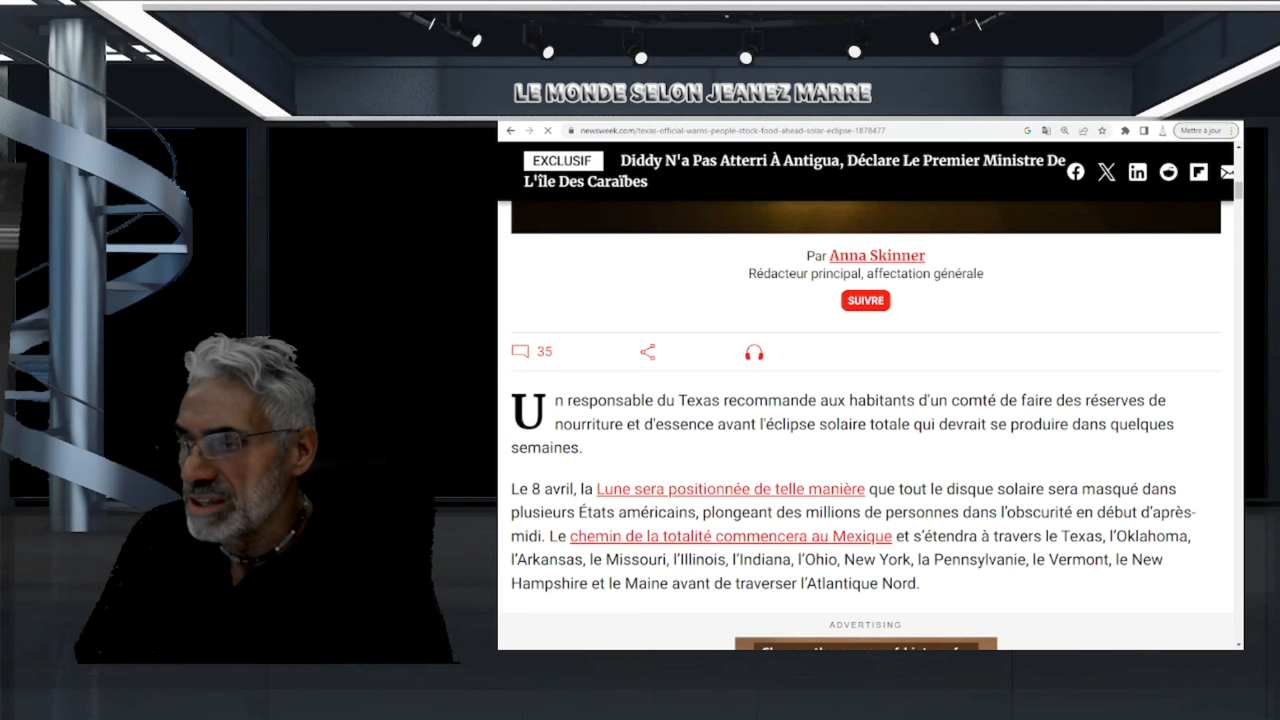 LE MONDE SELON JEANEZ MARRE
newsweek.com/texas-official-warns-people-stock-food-ahead-solar-eclipse-1878477
Mettre à jour
EXCLUSIF Diddy N'a Pas Atterri À Antigua, Déclare Le Premier Ministre De
L'île Des Caraïbes
Par Anna Skinner
Rédacteur principal, affectation générale
SUIVRE
35
Un responsable du Texas recommande aux habitants d'un comté de faire des réserves de
nourriture et d'essence avant l'éclipse solaire totale qui devrait se produire dans quelques
semaines.
Le 8 avril, la Lune sera positionnée de telle manière que tout le disque solaire sera masqué dans
plusieurs États américains, plongeant des millions de personnes dans l’obscurité en début d’après-
midi. Le chemin de la totalité commencera au Mexique et s’étendra à travers le Texas, l’Oklahoma,
l’Arkansas, le Missouri, l’Illinois, l’Indiana, l’Ohio, New York, la Pennsylvanie, le Vermont, le New
Hampshire et le Maine avant de traverser l’Atlantique Nord.
ADVERTISING